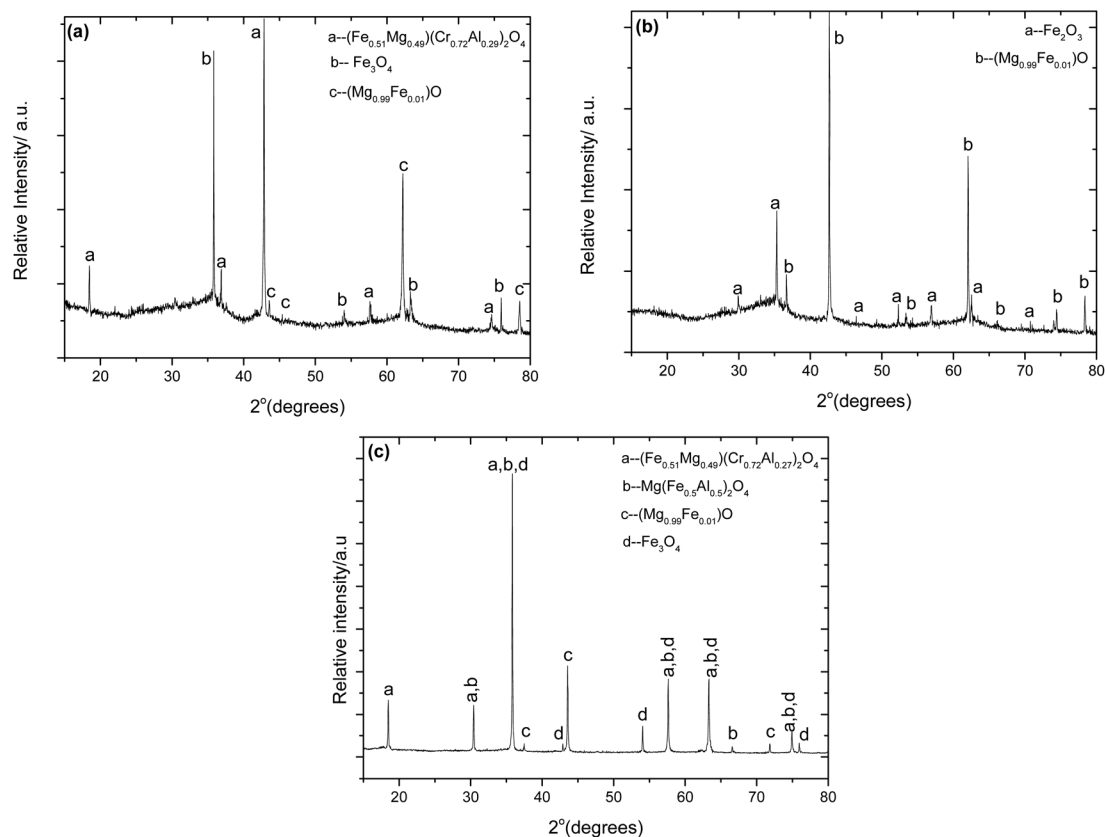 (a)
a--(Fe0.51Mg0.49)(Cr0.72Al0.29)2O4
b-- Fe3O4
c--(Mg0.99Fe0.01)O
Relative Intensity/ a.u.
a
b
a
a
c
c
b
a
c
b
a
b
c
20 30 40 50 60 70 80
2o(degrees)
(b)
a--Fe2O3
b--(Mg0.99Fe0.01)O
Relative Intensity/ a.u.
a
a
b
b
a
a
b
a
b
a
b
a
b
b
20 30 40 50 60 70 80
2o(degrees)
(c)
a--(Fe0.51Mg0.49)(Cr0.72Al0.27)2O4
b--Mg(Fe0.5Al0.5)2O4
c--(Mg0.99Fe0.01)O
d--Fe3O4
Relative intensity/a.u
a
a,b
a,b,d
c
d
c
d
a,b,d
a,b,d
b
c
a,b,d
d
20 30 40 50 60 70 80
2o(degrees)